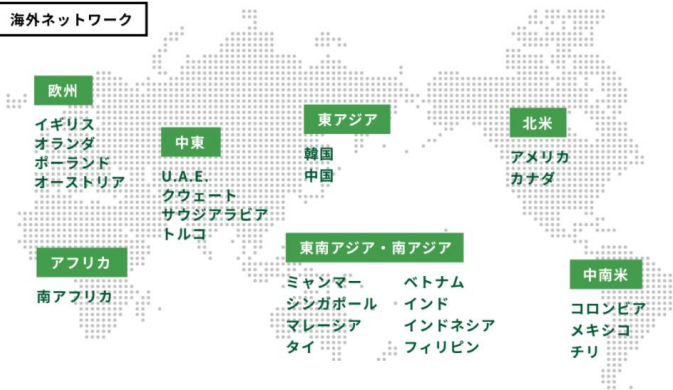 海外ネットワーク
欧州
イギリス
オランダ
ポーランド
オーストリア
中東
U.A.E.
クウェート
サウジアラビア
トルコ
東アジア
韓国
中国
北米
アメリカ
カナダ
アフリカ
南アフリカ
東南アジア・南アジア
ミャンマー
シンガポール
マレーシア
タイ
ベトナム
インド
インドネシア
フィリピン
中南米
コロンビア
メキシコ
チリ